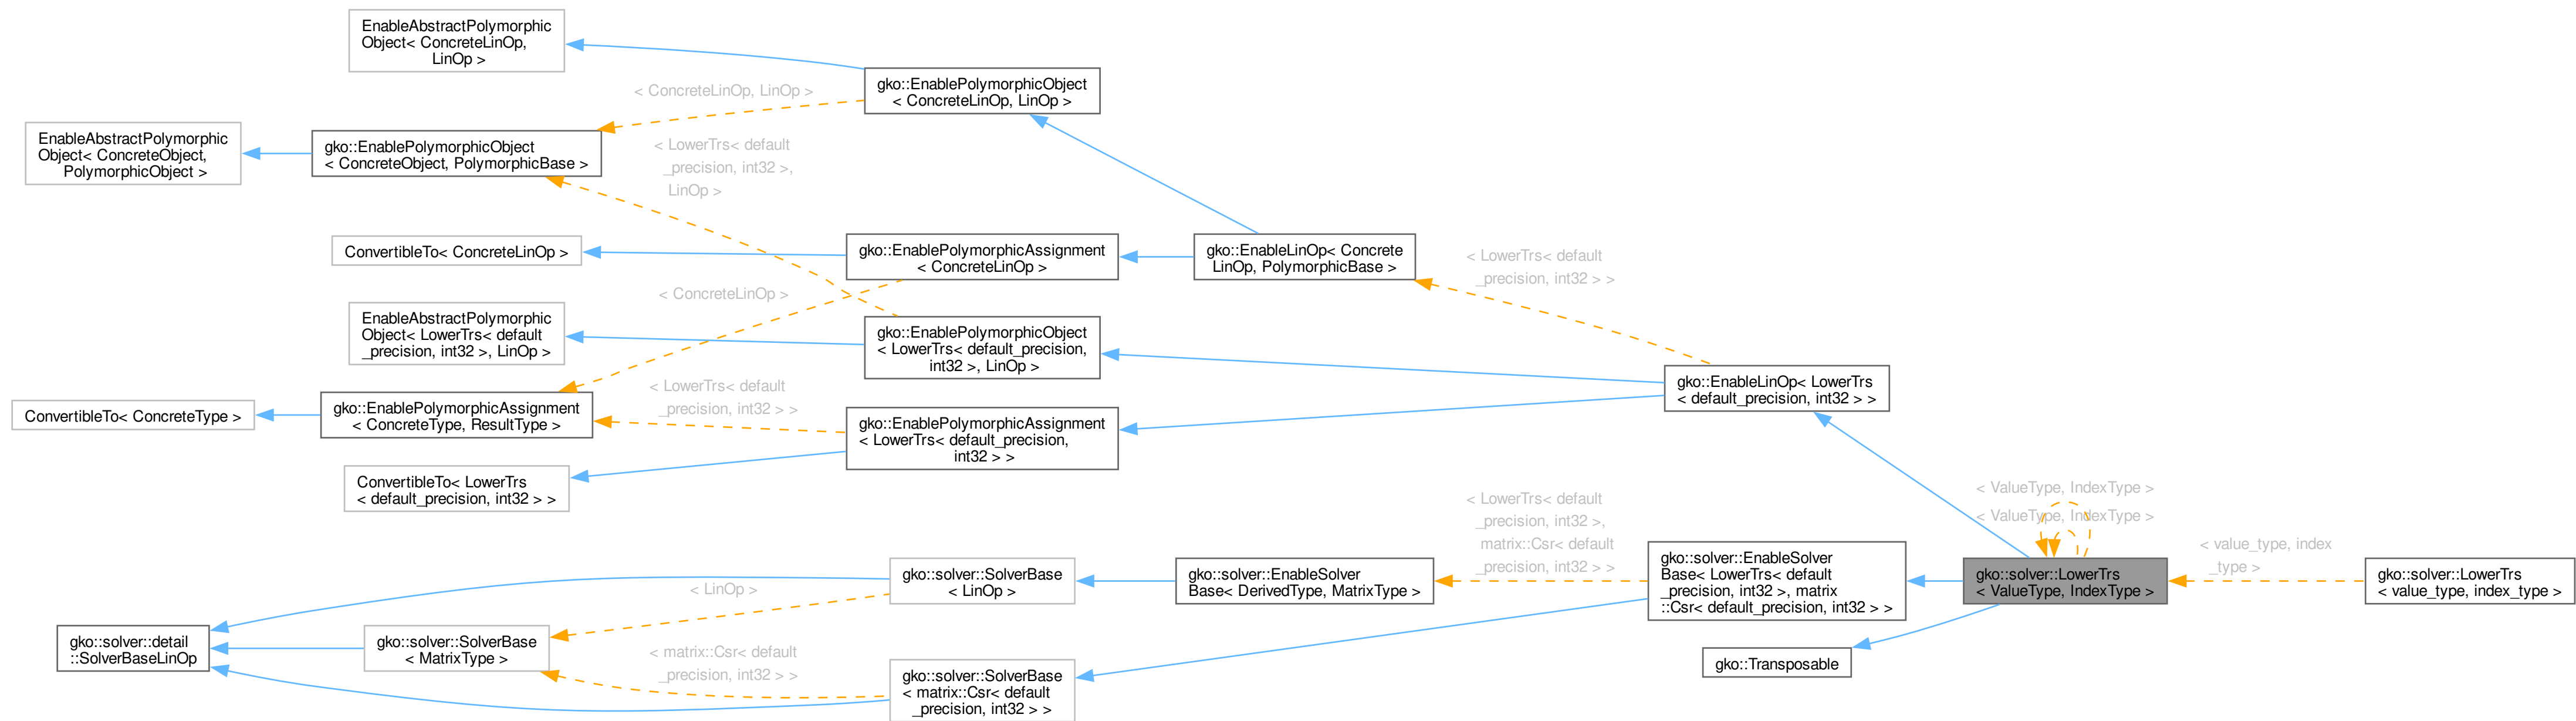 EnableAbstractPolymorphic
Object< ConcreteLinOp,
LinOp >
gko::EnablePolymorphicObject
< ConcreteLinOp, LinOp >
< ConcreteLinOp, LinOp >
EnableAbstractPolymorphic
Object< ConcreteObject,
PolymorphicObject >
gko::EnablePolymorphicObject
< ConcreteObject, PolymorphicBase >
< LowerTrs< default
_precision, int32 >,
LinOp >
ConvertibleTo< ConcreteLinOp >
gko::EnablePolymorphicAssignment
< ConcreteLinOp >
gko::EnableLinOp< Concrete
LinOp, PolymorphicBase >
< LowerTrs< default
_precision, int32 > >
< ConcreteLinOp >
EnableAbstractPolymorphic
Object< LowerTrs< default
_precision, int32 >, LinOp >
gko::EnablePolymorphicObject
< LowerTrs< default_precision,
int32 >, LinOp >
gko::EnableLinOp< LowerTrs
< default_precision, int32 > >
ConvertibleTo< ConcreteType >
gko::EnablePolymorphicAssignment
< ConcreteType, ResultType >
< LowerTrs< default
_precision, int32 > >
gko::EnablePolymorphicAssignment
< LowerTrs< default_precision,
int32 > >
ConvertibleTo< LowerTrs
< default_precision, int32 > >
< LowerTrs< default
_precision, int32 >,
matrix::Csr< default
_precision, int32 > >
< ValueType, IndexType >
< ValueType, IndexType >
gko::solver::SolverBase
< LinOp >
gko::solver::EnableSolver
Base< DerivedType, MatrixType >
gko::solver::EnableSolver
Base< LowerTrs< default
_precision, int32 >, matrix
::Csr< default_precision, int32 > >
gko::solver::LowerTrs
< ValueType, IndexType >
< value_type, index
_type >
gko::solver::LowerTrs
< value_type, index_type >
< LinOp >
gko::solver::detail
::SolverBaseLinOp
gko::solver::SolverBase
< MatrixType >
< matrix::Csr< default
_precision, int32 > >
gko::solver::SolverBase
< matrix::Csr< default
_precision, int32 > >
gko::Transposable